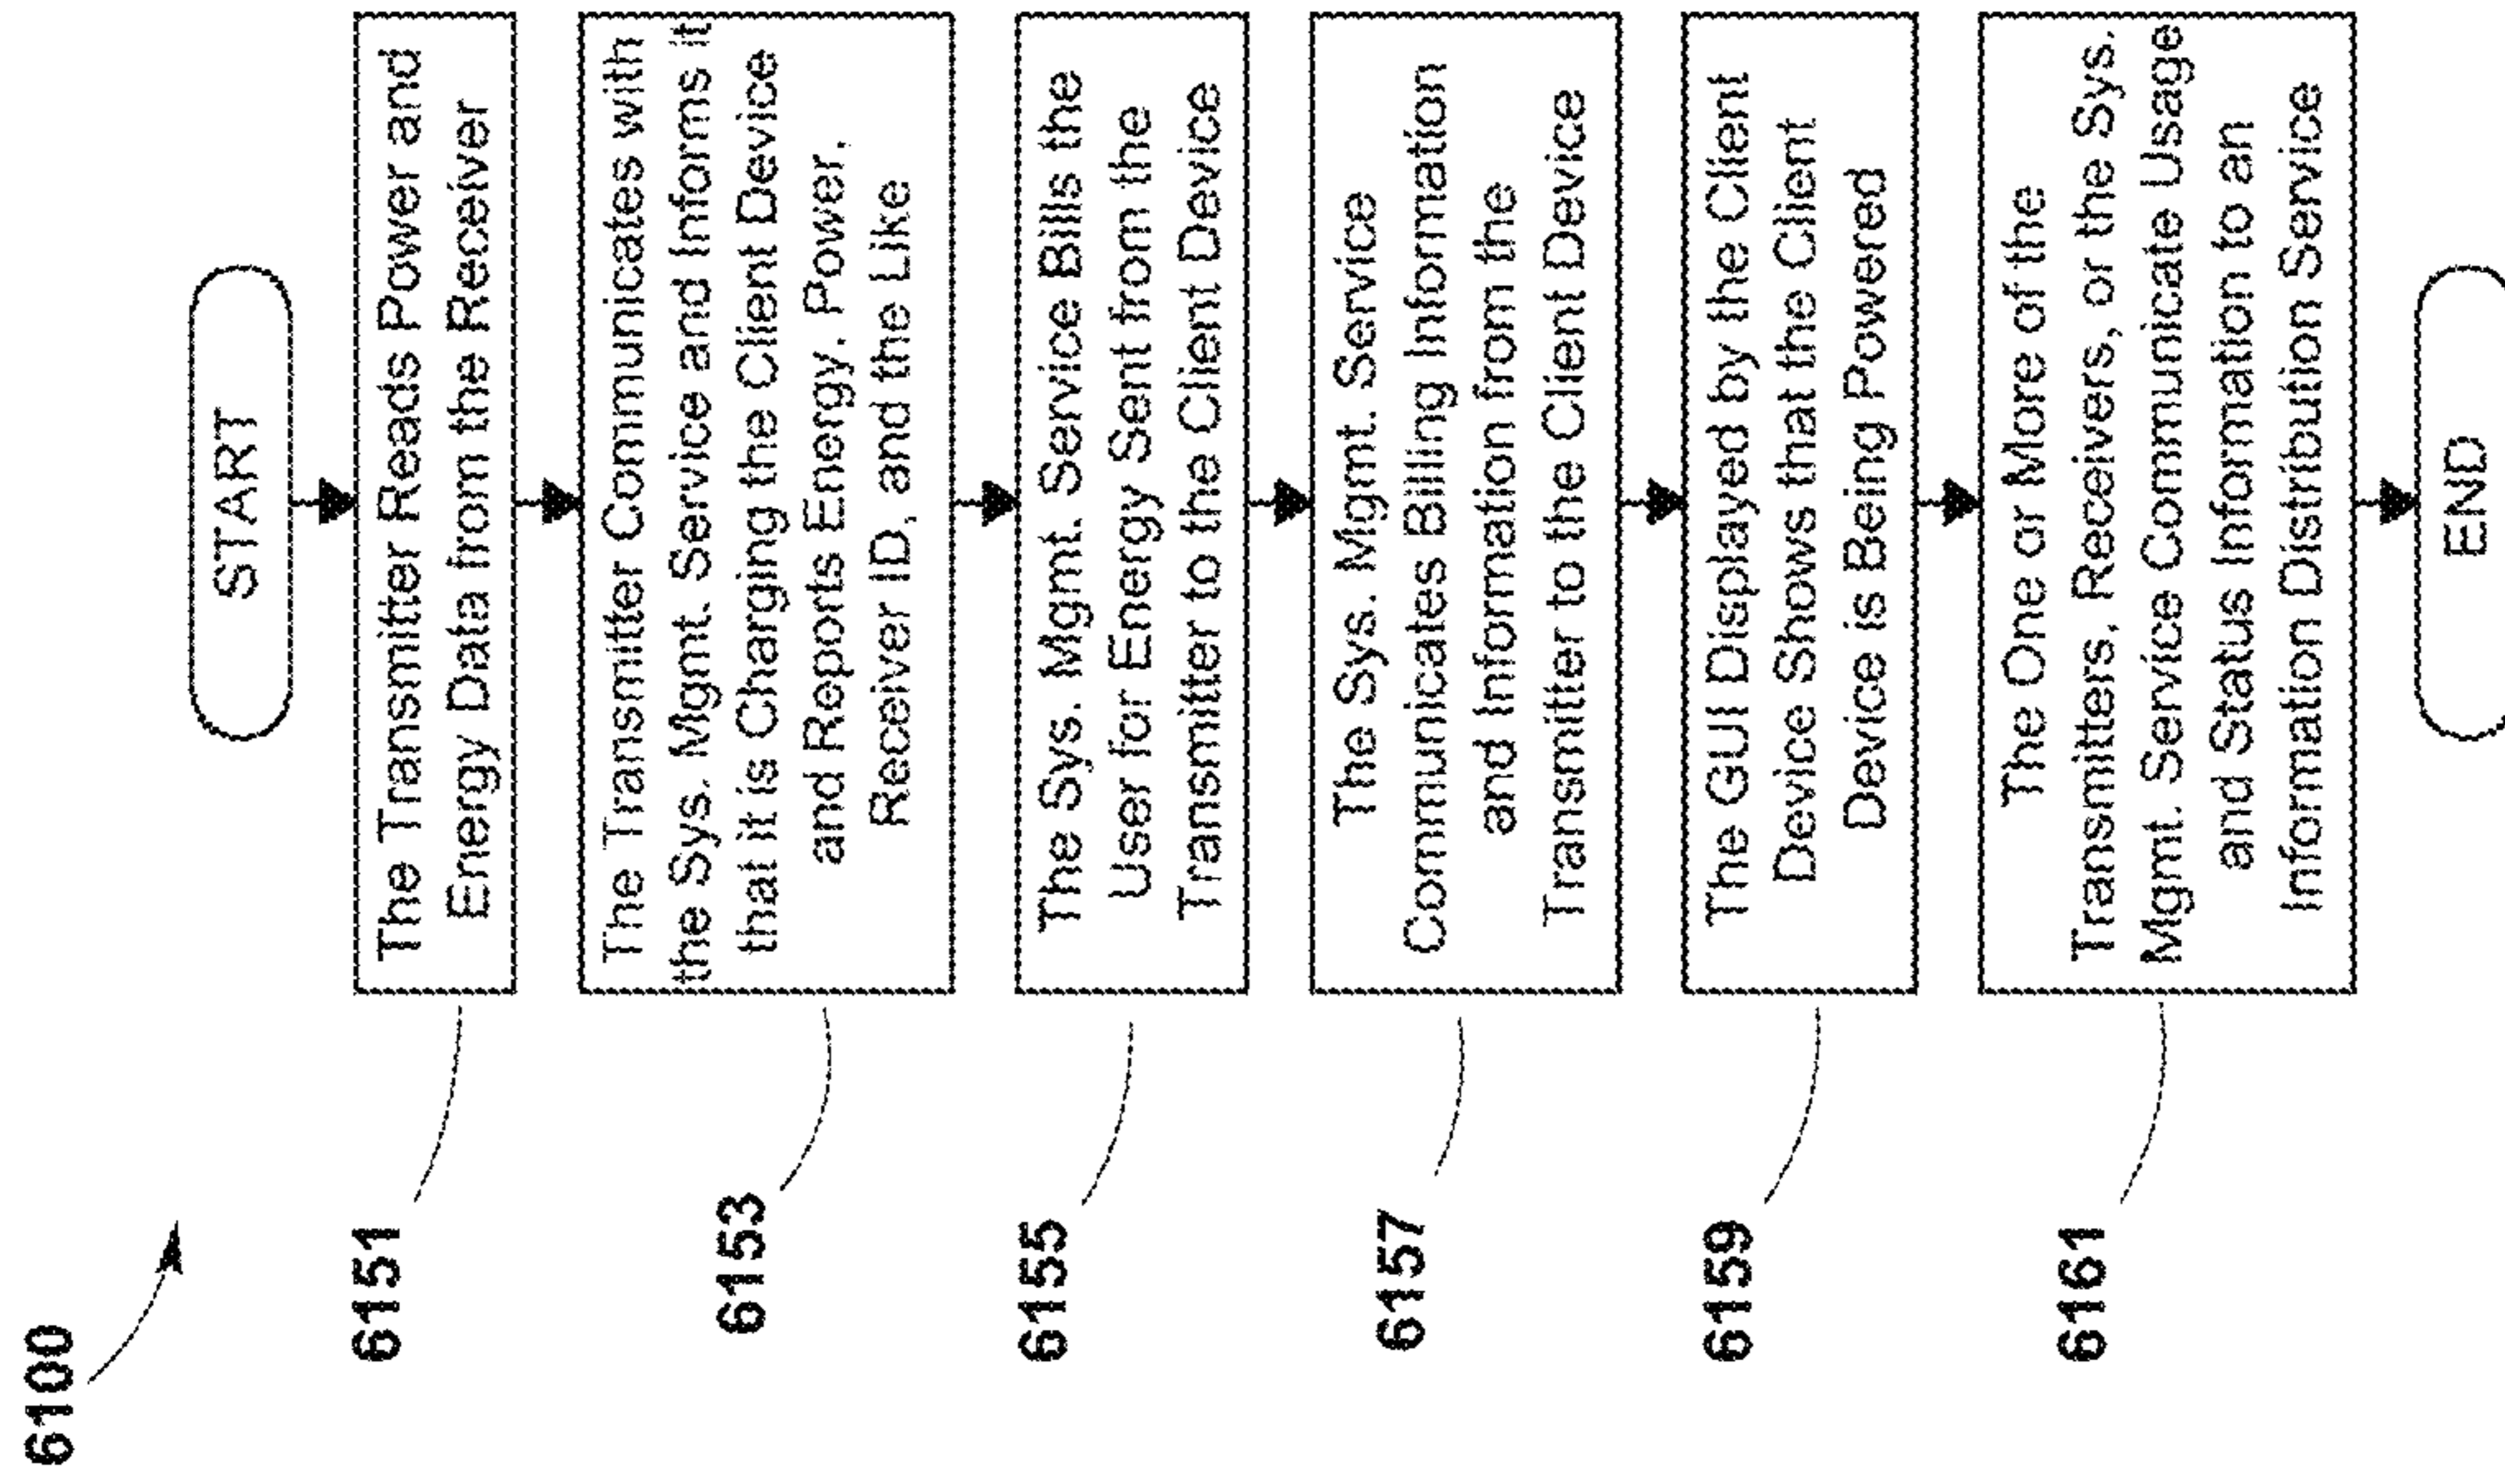 6100
START
6151
The Transmitter Reads Power and
Energy Data from the Receiver
6153
The Transmitter Communicates with
the Sys. Mgmt. Service and Informs it
that it is Charging the Client Device
and Reports Energy, Power,
Receiver ID, and the Like
6155
The Sys. Mgmt. Service Bills the
User for Energy Sent from the
Transmitter to the Client Device
6157
The Sys. Mgmt. Service
Communicates Billing Information
and Information from the
Transmitter to the Client Device
6159
The GUI Displayed by the Client
Device Shows that the Client
Device is Being Powered
6161
The One or More of the
Transmitters, Receivers, or the Sys.
Mgmt. Service Communicate Usage
and Status Information to an
Information Distribution Service
END